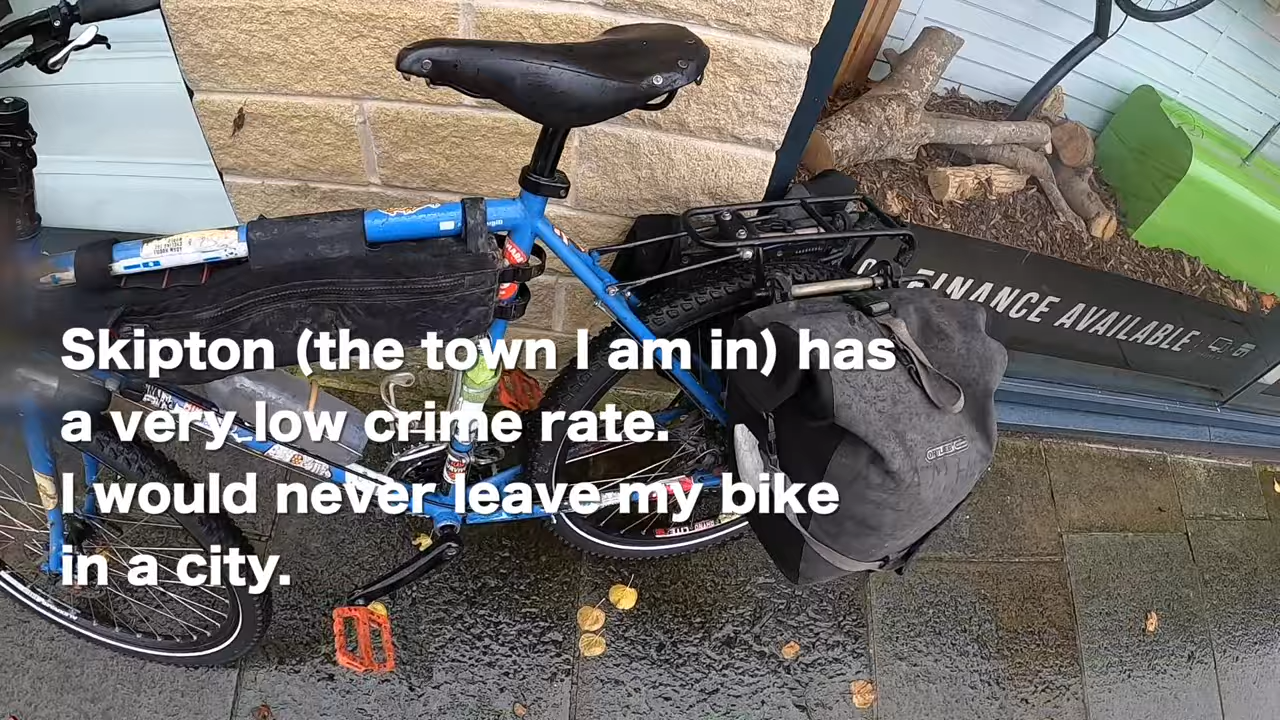 Skipton (the town I am in) has
a very low crime rate.
I would never leave my bike
in a city.
FINANCE AVAILABLE
ORTLIEB